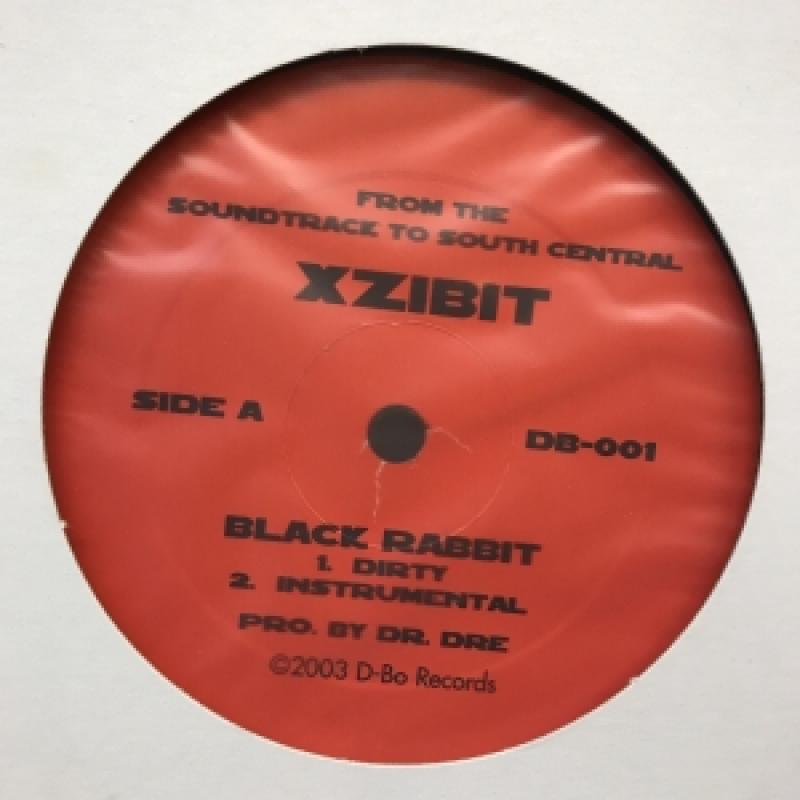 FROM THE
SOUNDTRACE TO SOUTH CENTRAL
XZIBIT
SIDE A
DB-001
BLACK RABBIT
1. DIRTY
2. INSTRUMENTAL
PRO. BY DR. DRE
©2003 D-Bo Records